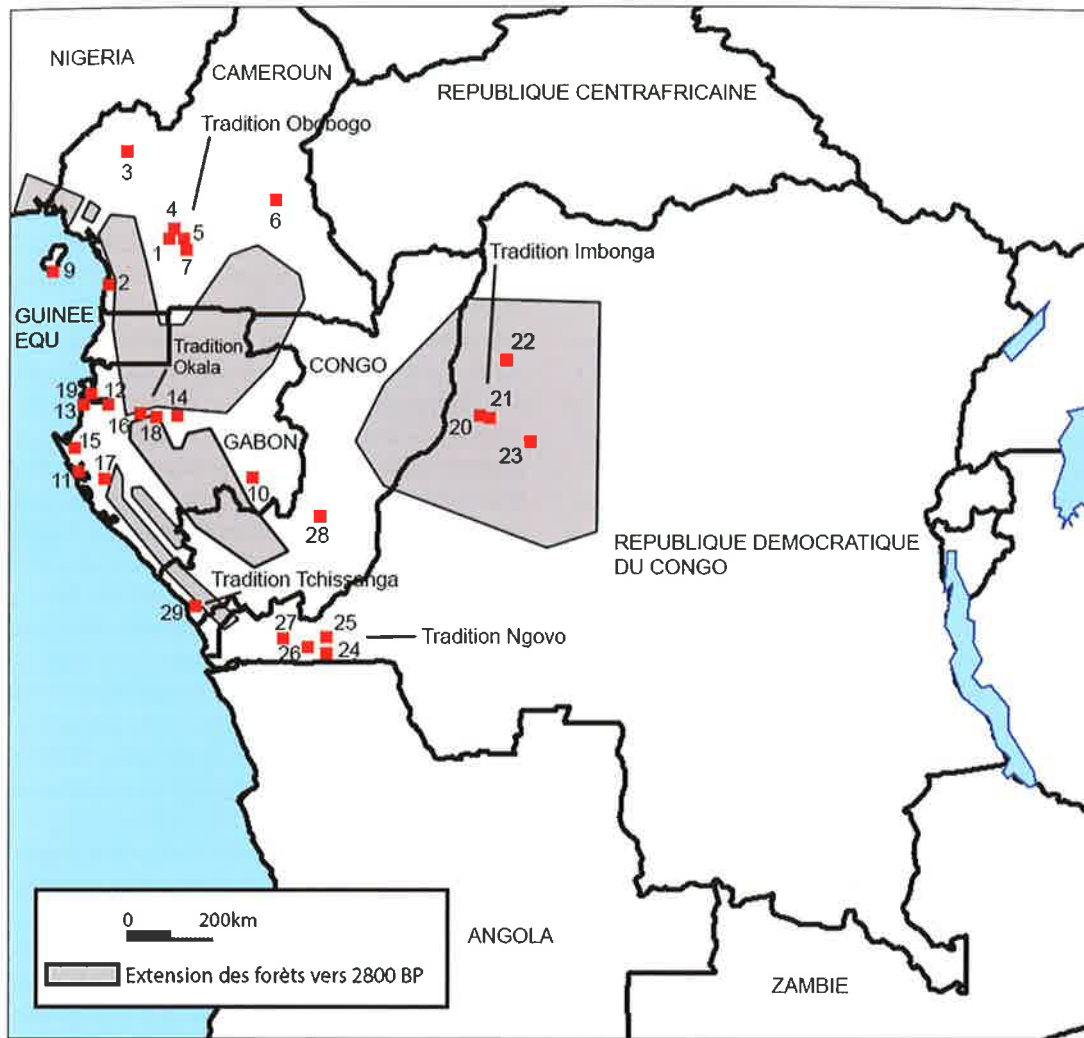 NIGERIA
CAMEROUN
REPUBLIQUE CENTRAFRICAINE
Tradition Obobogo
3
6
4
5
1
7
Tradition Imbonga
9
2
GUINEE
EQU
Tradition
Okala
CONGO
22
19
12
14
13
16
18
20
21
GABON
23
15
11
17
10
28
REPUBLIQUE DEMOCRATIQUE
DU CONGO
Tradition Tchissanga
29
27
25
Tradition Ngovo
26
24
0 200km
Extension des forêts vers 2800 BP
ANGOLA
ZAMBIE